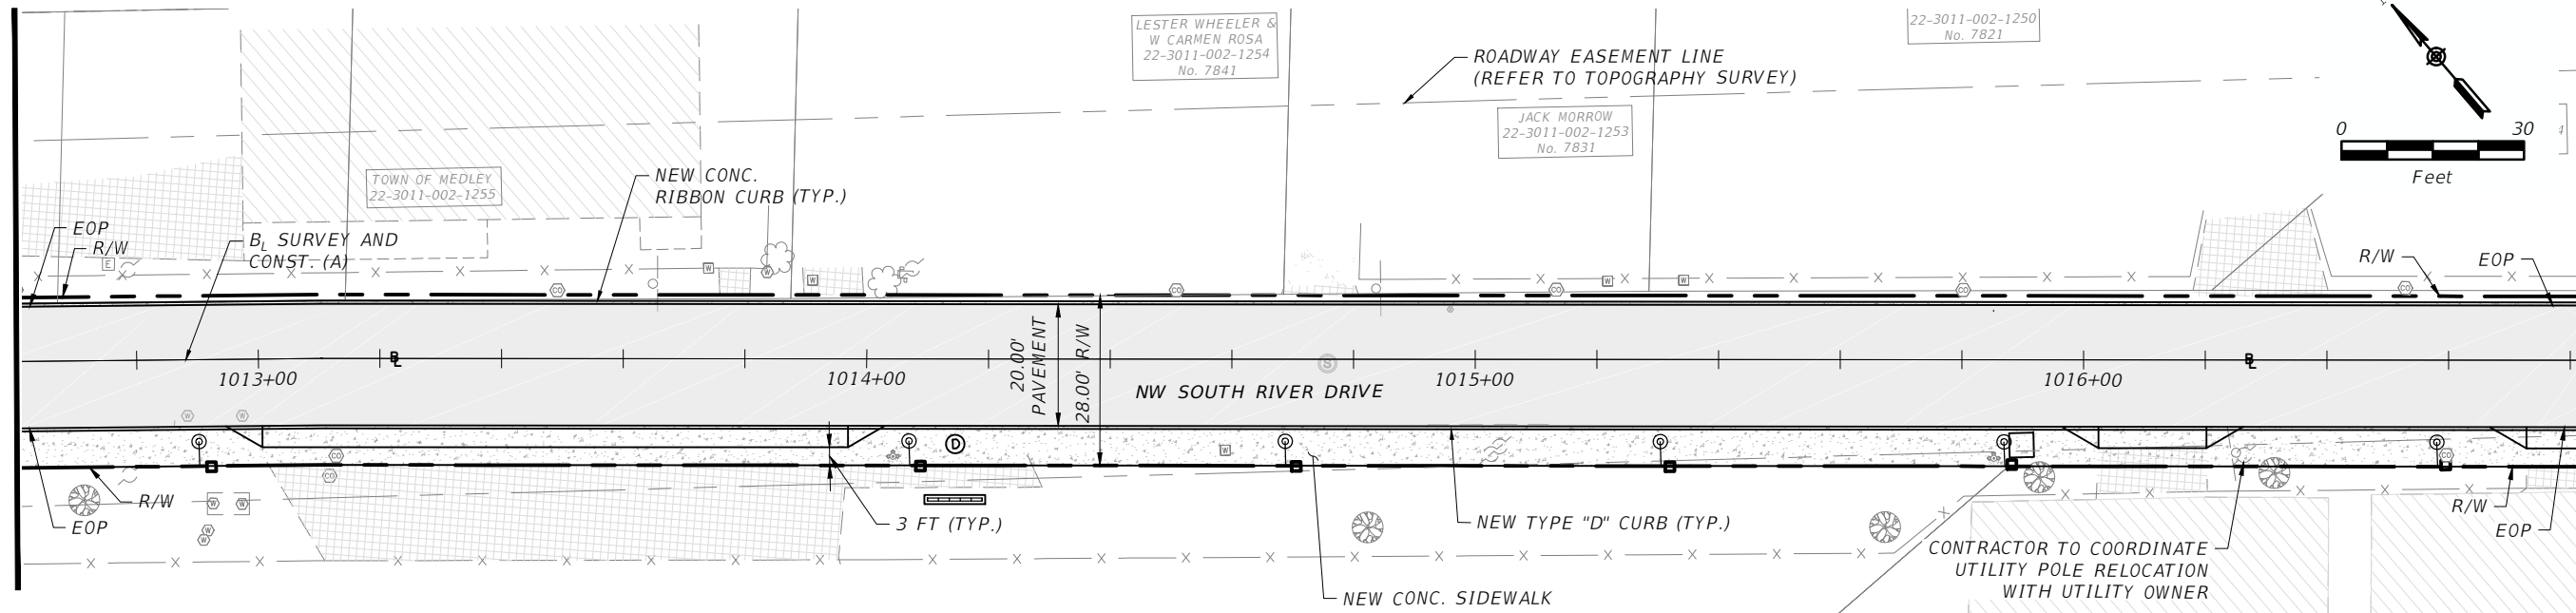 LESTER WHEELER &
W CARMEN ROSA
22-3011-002-1254
No. 7841
22-3011-002-1250
No. 7821
ROADWAY EASEMENT LINE
(REFER TO TOPOGRAPHY SURVEY)
JACK MORROW
22-3011-002-1253
No. 7831
0 30
Feet
TOWN OF MEDLEY
22-3011-002-1255
NEW CONC.
RIBBON CURB (TYP.)
EOP
R/W
BL SURVEY AND
CONST. (A)
R/W EOP
20.00'
PAVEMENT
28.00' R/W
1013+00 1014+00 1015+00 1016+00
NW SOUTH RIVER DRIVE
D
R/W
EOP
3 FT (TYP.)
NEW TYPE "D" CURB (TYP.)
NEW CONC. SIDEWALK
CONTRACTOR TO COORDINATE
UTILITY POLE RELOCATION
WITH UTILITY OWNER
R/W
EOP